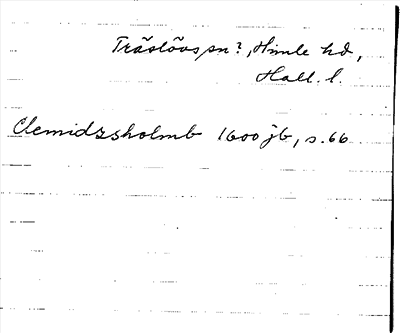 Träslövs sn?, Himle hd,
Hall. l.
Clemidzsholmb 1600 jb, s. 66